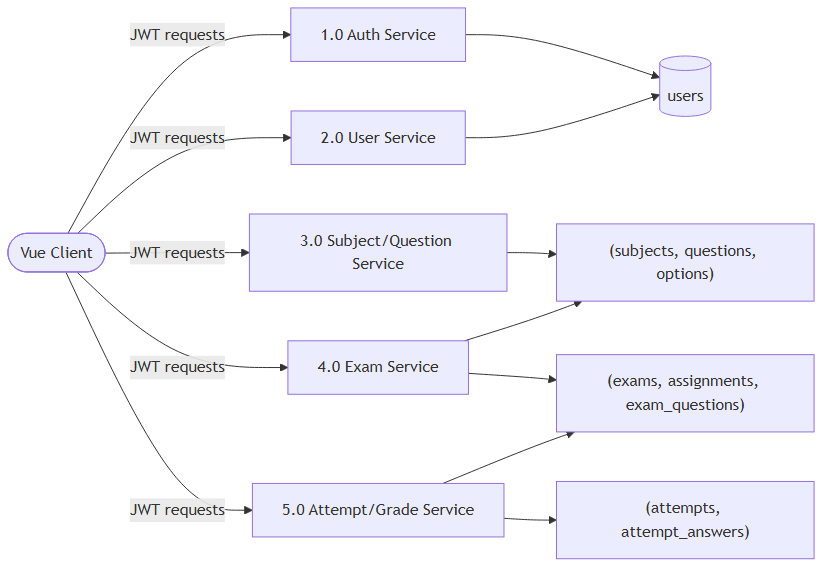 JWT requests
1.0 Auth Service
users
JWT requests
2.0 User Service
Vue Client
JWT requests
3.0 Subject/Question
Service
(subjects, questions,
options)
JWT requests
4.0 Exam Service
(exams, assignments,
exam_questions)
JWT requests
5.0 Attempt/Grade Service
(attempts,
attempt_answers)